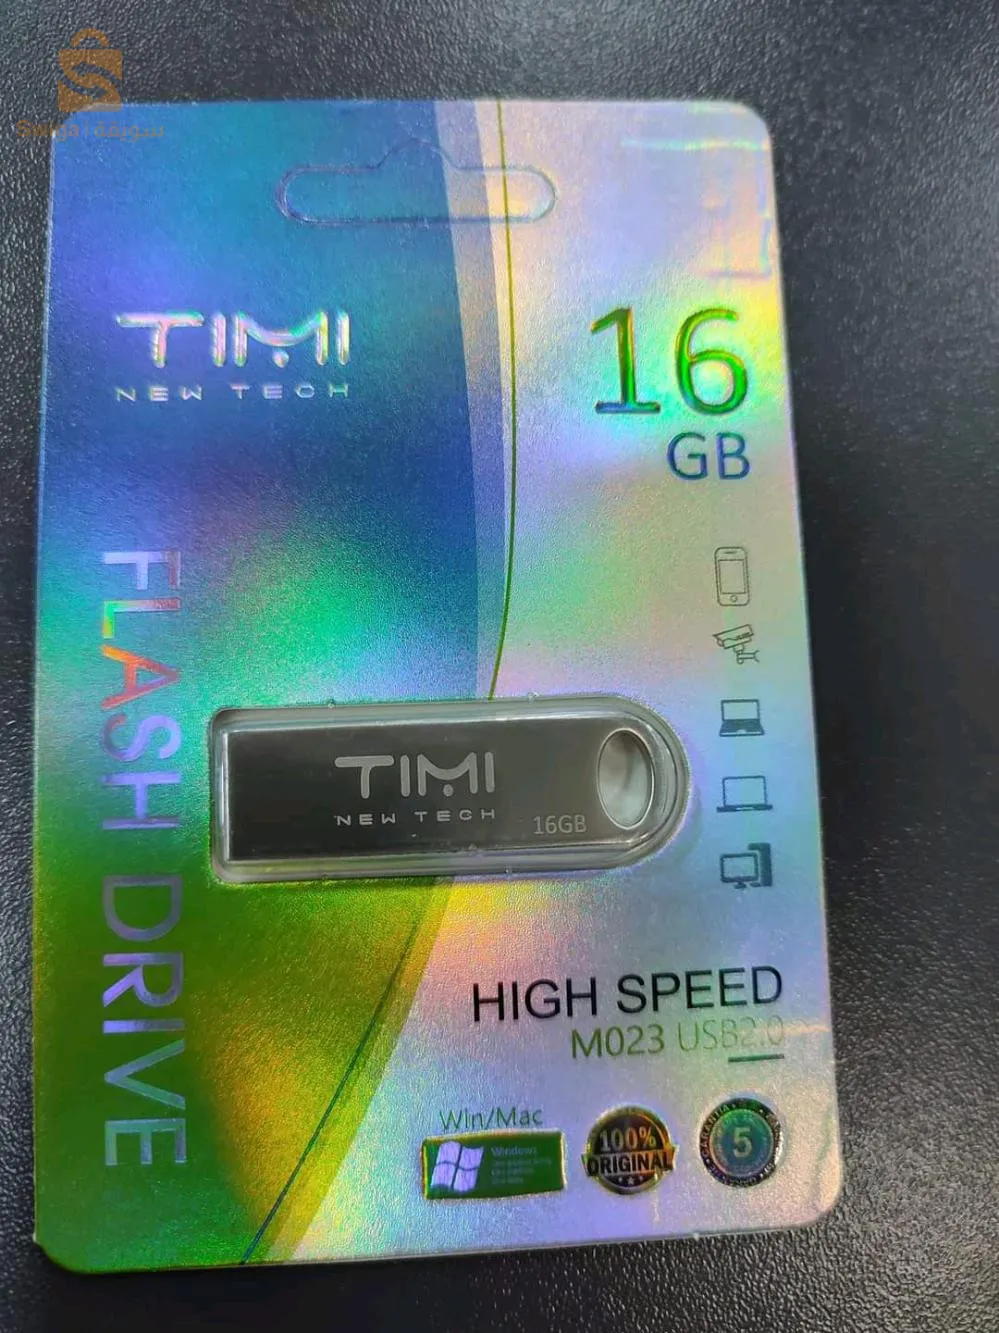 Swiga | سويقة
TIMI
NEW TECH
16
GB
FLASH DRIVE
TIMI
NEW TECH
16GB
HIGH SPEED
M023 USB2.0
Win/Mac
Windows
100%
ORIGINAL
5